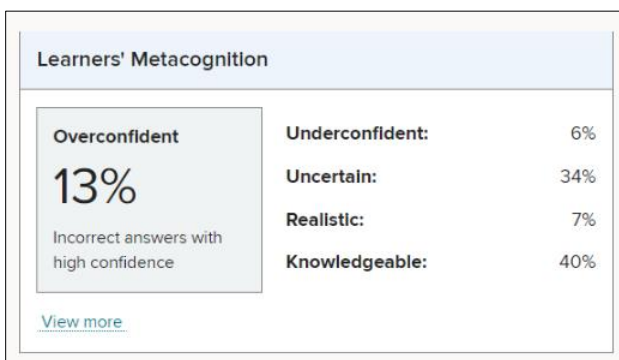 Learners' Metacognition
Overconfident
13%
Incorrect answers with
high confidence
Underconfident: 6%
Uncertain: 34%
Realistic: 7%
Knowledgeable: 40%
View more